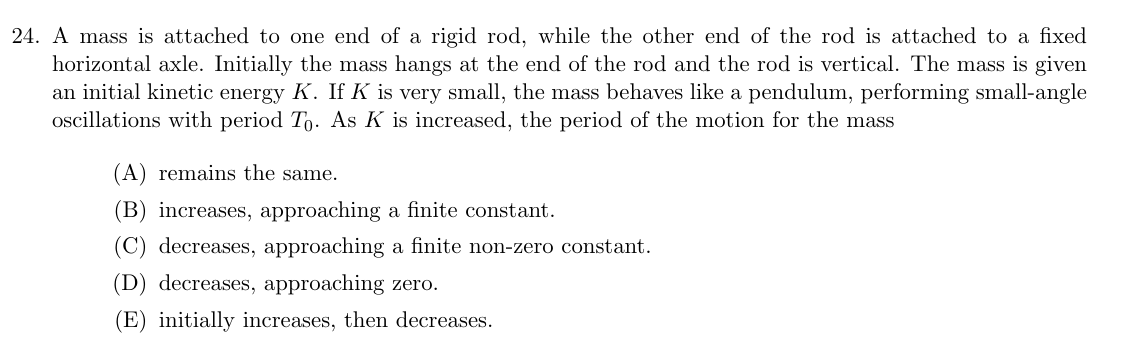 24. A mass is attached to one end of a rigid rod, while the other end of the rod is attached to a fixed
horizontal axle. Initially the mass hangs at the end of the rod and the rod is vertical. The mass is given
an initial kinetic energy K. If K is very small, the mass behaves like a pendulum, performing small-angle
oscillations with period T₀. As K is increased, the period of the motion for the mass
(A) remains the same.
(B) increases, approaching a finite constant.
(C) decreases, approaching a finite non-zero constant.
(D) decreases, approaching zero.
(E) initially increases, then decreases.